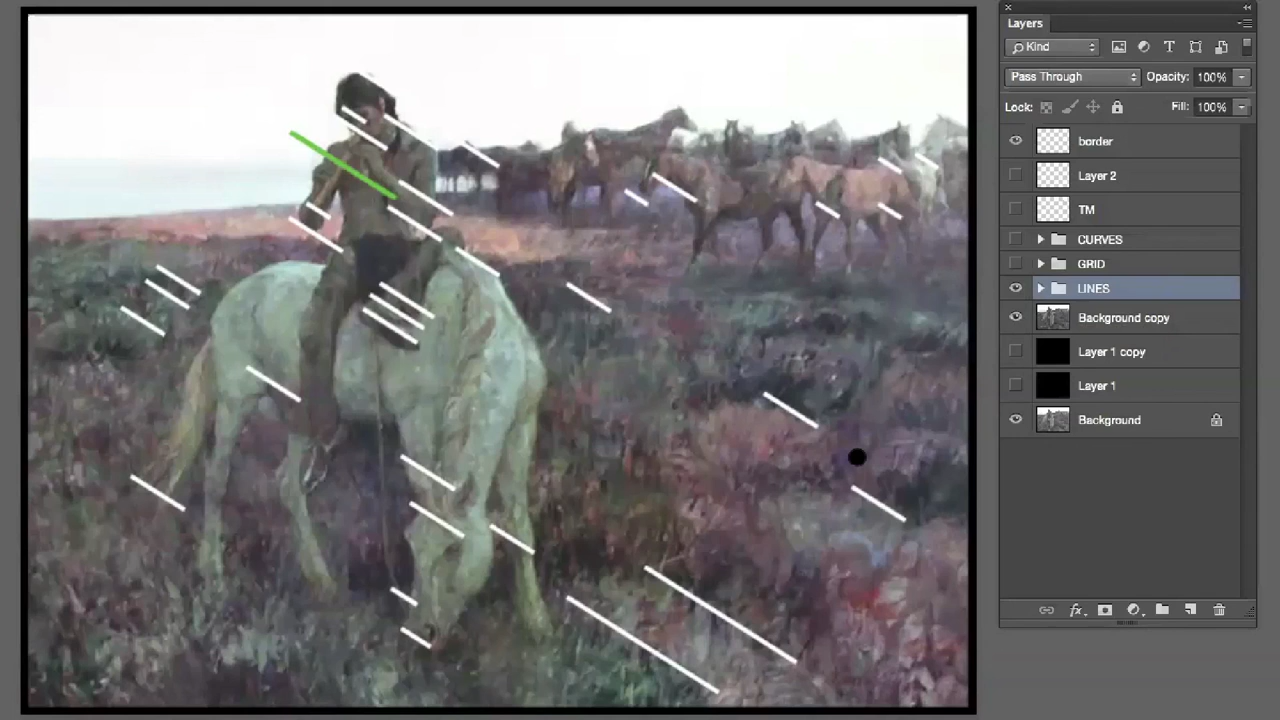 Layers
Kind
Pass Through Opacity: 100%
Lock: Fill: 100%
border
Layer 2
TM
CURVES
GRID
LINES
Background copy
Layer 1 copy
Layer 1
Background
fx